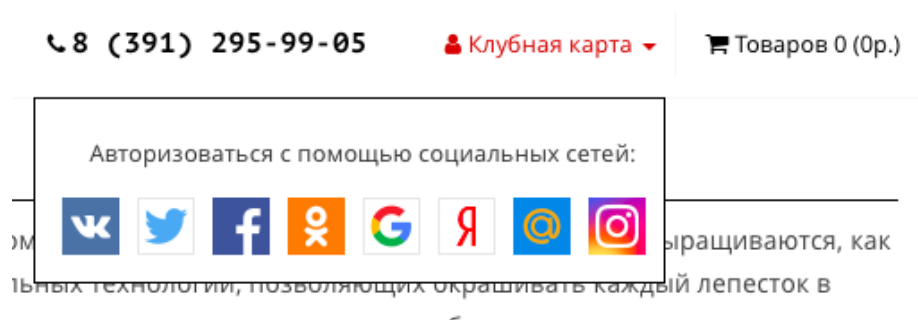 8 (391) 295-99-05 Клубная карта Товаров 0 (0р.)
Авторизоваться с помощью социальных сетей:
выращиваются, как
технологий, позволяющих окрашивать каждый лепесток в